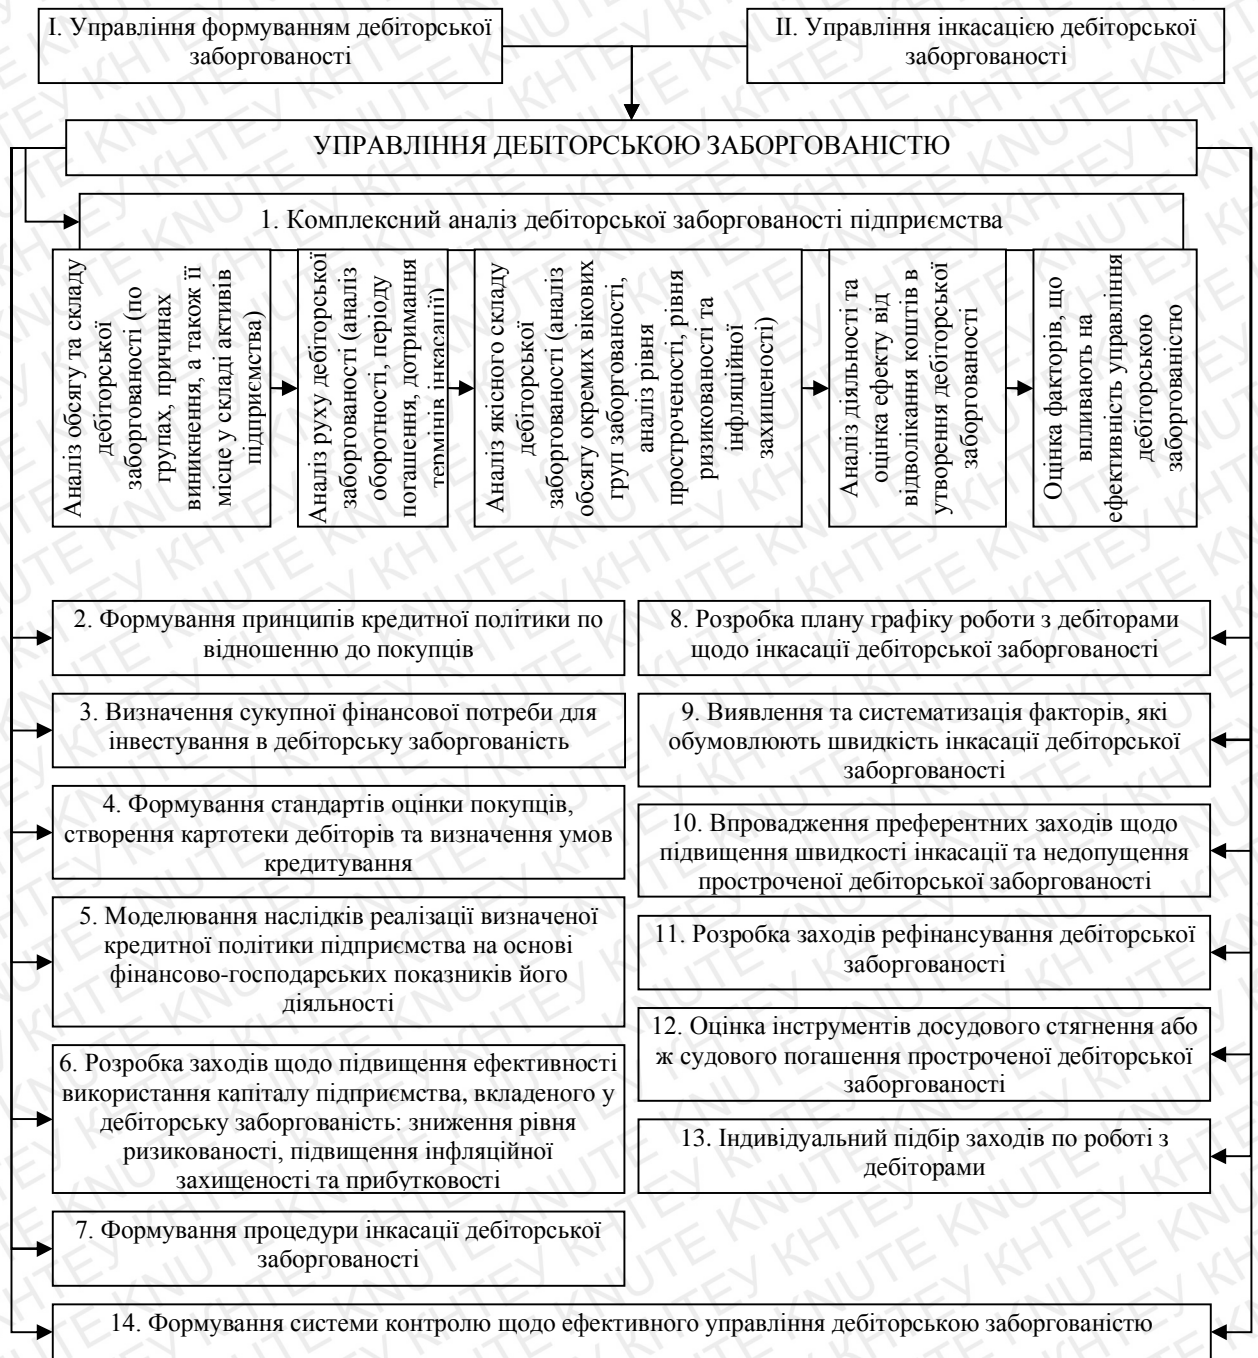 І. Управління формуванням дебіторської
заборгованості
ІІ. Управління інкасацією дебіторської
заборгованості
УПРАВЛІННЯ ДЕБІТОРСЬКОЮ ЗАБОРГОВАНІСТЮ
1. Комплексний аналіз дебіторської заборгованості підприємства
Аналіз обсягу та складу
дебіторської
заборгованості (по
групах, причинах
виникнення, а також її
місце у складі активів
підприємства)
Аналіз руху дебіторської
заборгованості (аналіз
оборотності, періоду
погашення, дотримання
термінів інкасації)
Аналіз якісного складу
дебіторської
заборгованості (аналіз
обсягу окремих вікових
груп заборгованості,
аналіз рівня
простроченості, рівня
ризикованості та
інфляційної
захищеності)
Аналіз діяльності та
оцінка ефекту від
відволікання коштів в
утворення дебіторської
заборгованості
Оцінка факторів, що
впливають на
ефективність управління
дебіторською
заборгованістю
2. Формування принципів кредитної політики по
відношенню до покупців
3. Визначення сукупної фінансової потреби для
інвестування в дебіторську заборгованість
4. Формування стандартів оцінки покупців,
створення картотеки дебіторів та визначення умов
кредитування
5. Моделювання наслідків реалізації визначеної
кредитної політики підприємства на основі
фінансово-господарських показників його
діяльності
6. Розробка заходів щодо підвищення ефективності
використання капіталу підприємства, вкладеного у
дебіторську заборгованість: зниження рівня
ризикованості, підвищення інфляційної
захищеності та прибутковості
7. Формування процедури інкасації дебіторської
заборгованості
8. Розробка плану графіку роботи з дебіторами
щодо інкасації дебіторської заборгованості
9. Виявлення та систематизація факторів, які
обумовлюють швидкість інкасації дебіторської
заборгованості
10. Впровадження преферентних заходів щодо
підвищення швидкості інкасації та недопущення
простроченої дебіторської заборгованості
11. Розробка заходів рефінансування дебіторської
заборгованості
12. Оцінка інструментів досудового стягнення або
ж судового погашення простроченої дебіторської
заборгованості
13. Індивідуальний підбір заходів по роботі з
дебіторами
14. Формування системи контролю щодо ефективного управління дебіторською заборгованістю